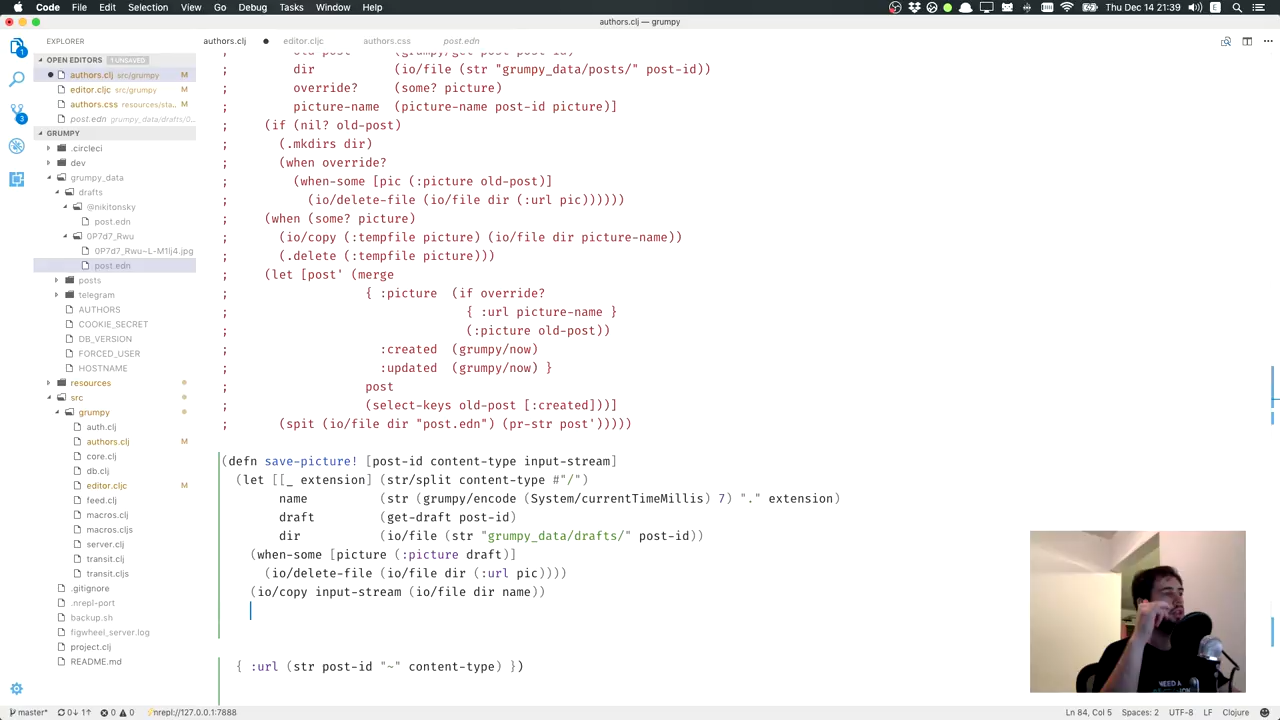 Code File Edit Selection View Go Debug Tasks Window Help
Thu Dec 14 21:39
authors.clj — grumpy
EXPLORER
OPEN EDITORS 1 UNSAVED
authors.clj src/grumpy M
editor.cljc src/grumpy M
authors.css resources/sta... M
post.edn grumpy_data/drafts/0...
GRUMPY
.circleci
dev
grumpy_data
drafts
@nikitonsky
post.edn
0P7d7_Rwu
0P7d7_Rwu~L-M1lj4.jpg
post.edn
posts
telegram
AUTHORS
COOKIE_SECRET
DB_VERSION
FORCED_USER
HOSTNAME
resources
src
grumpy
auth.clj
authors.clj M
core.clj
db.clj
editor.cljc M
feed.clj
macros.clj
macros.cljs
server.clj
transit.clj
transit.cljs
.gitignore
.nrepl-port
backup.sh
figwheel_server.log
project.clj
README.md
authors.clj editor.cljc authors.css post.edn
; old-post (grumpy/get-post post-id)
; dir (io/file (str "grumpy_data/posts/" post-id))
; override? (some? picture)
; picture-name (picture-name post-id picture)]
; (if (nil? old-post)
; (.mkdirs dir)
; (when override?
; (when-some [pic (:picture old-post)]
; (io/delete-file (io/file dir (:url pic))))))
; (when (some? picture)
; (io/copy (:tempfile picture) (io/file dir picture-name))
; (.delete (:tempfile picture)))
; (let [post' (merge
; { :picture (if override?
; { :url picture-name }
; (:picture old-post))
; :created (grumpy/now)
; :updated (grumpy/now) }
; post
; (select-keys old-post [:created]))]
; (spit (io/file dir "post.edn") (pr-str post')))))
(defn save-picture! [post-id content-type input-stream]
(let [[_ extension] (str/split content-type #"/")
name (str (grumpy/encode (System/currentTimeMillis) 7) "." extension)
draft (get-draft post-id)
dir (io/file (str "grumpy_data/drafts/" post-id))
(when-some [picture (:picture draft)]
(io/delete-file (io/file dir (:url pic))))
(io/copy input-stream (io/file dir name))
{ :url (str post-id "~" content-type) })
NEED A
master* 0↓ 1↑ 0 0 nrepl://127.0.0.1:7888
Ln 84, Col 5 Spaces: 2 UTF-8 LF Clojure